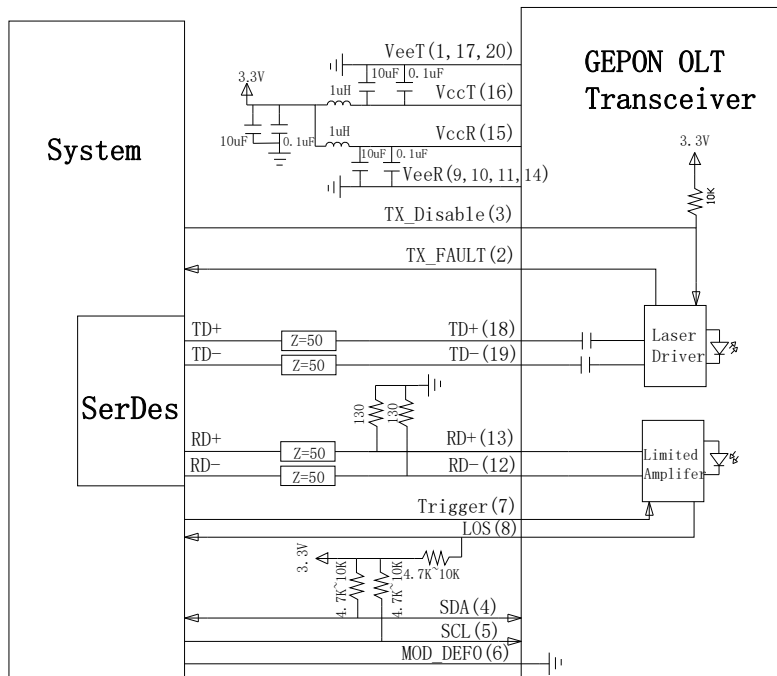 System
GEPON OLT
Transceiver
VeeT(1,17,20)
10uF
0.1uF
3.3V
1uH
VccT(16)
10uF
0.1uF
1uH
VccR(15)
10uF
0.1uF
VeeR(9,10,11,14)
3.3V
10K
TX_Disable(3)
TX_FAULT(2)
SerDes
TD+
Z=50
TD+(18)
TD-
Z=50
TD-(19)
Laser
Driver
130
130
RD+
Z=50
RD+(13)
RD-
Z=50
RD-(12)
Limited
Amplifer
Trigger(7)
LOS(8)
3.3V
4.7K~10K
4.7K~10K
4.7K~10K
SDA(4)
SCL(5)
MOD_DEF0(6)